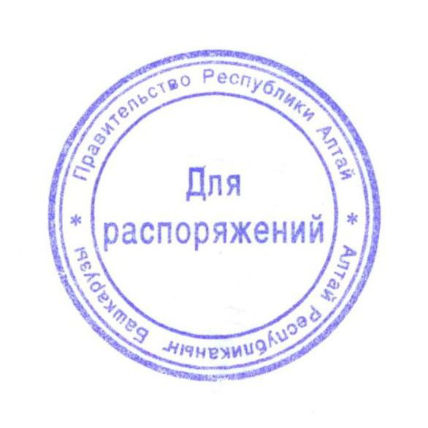 Правительство Республики Алтай
* Алтай Республиканыҥ Башкарузы *
Для
распоряжений